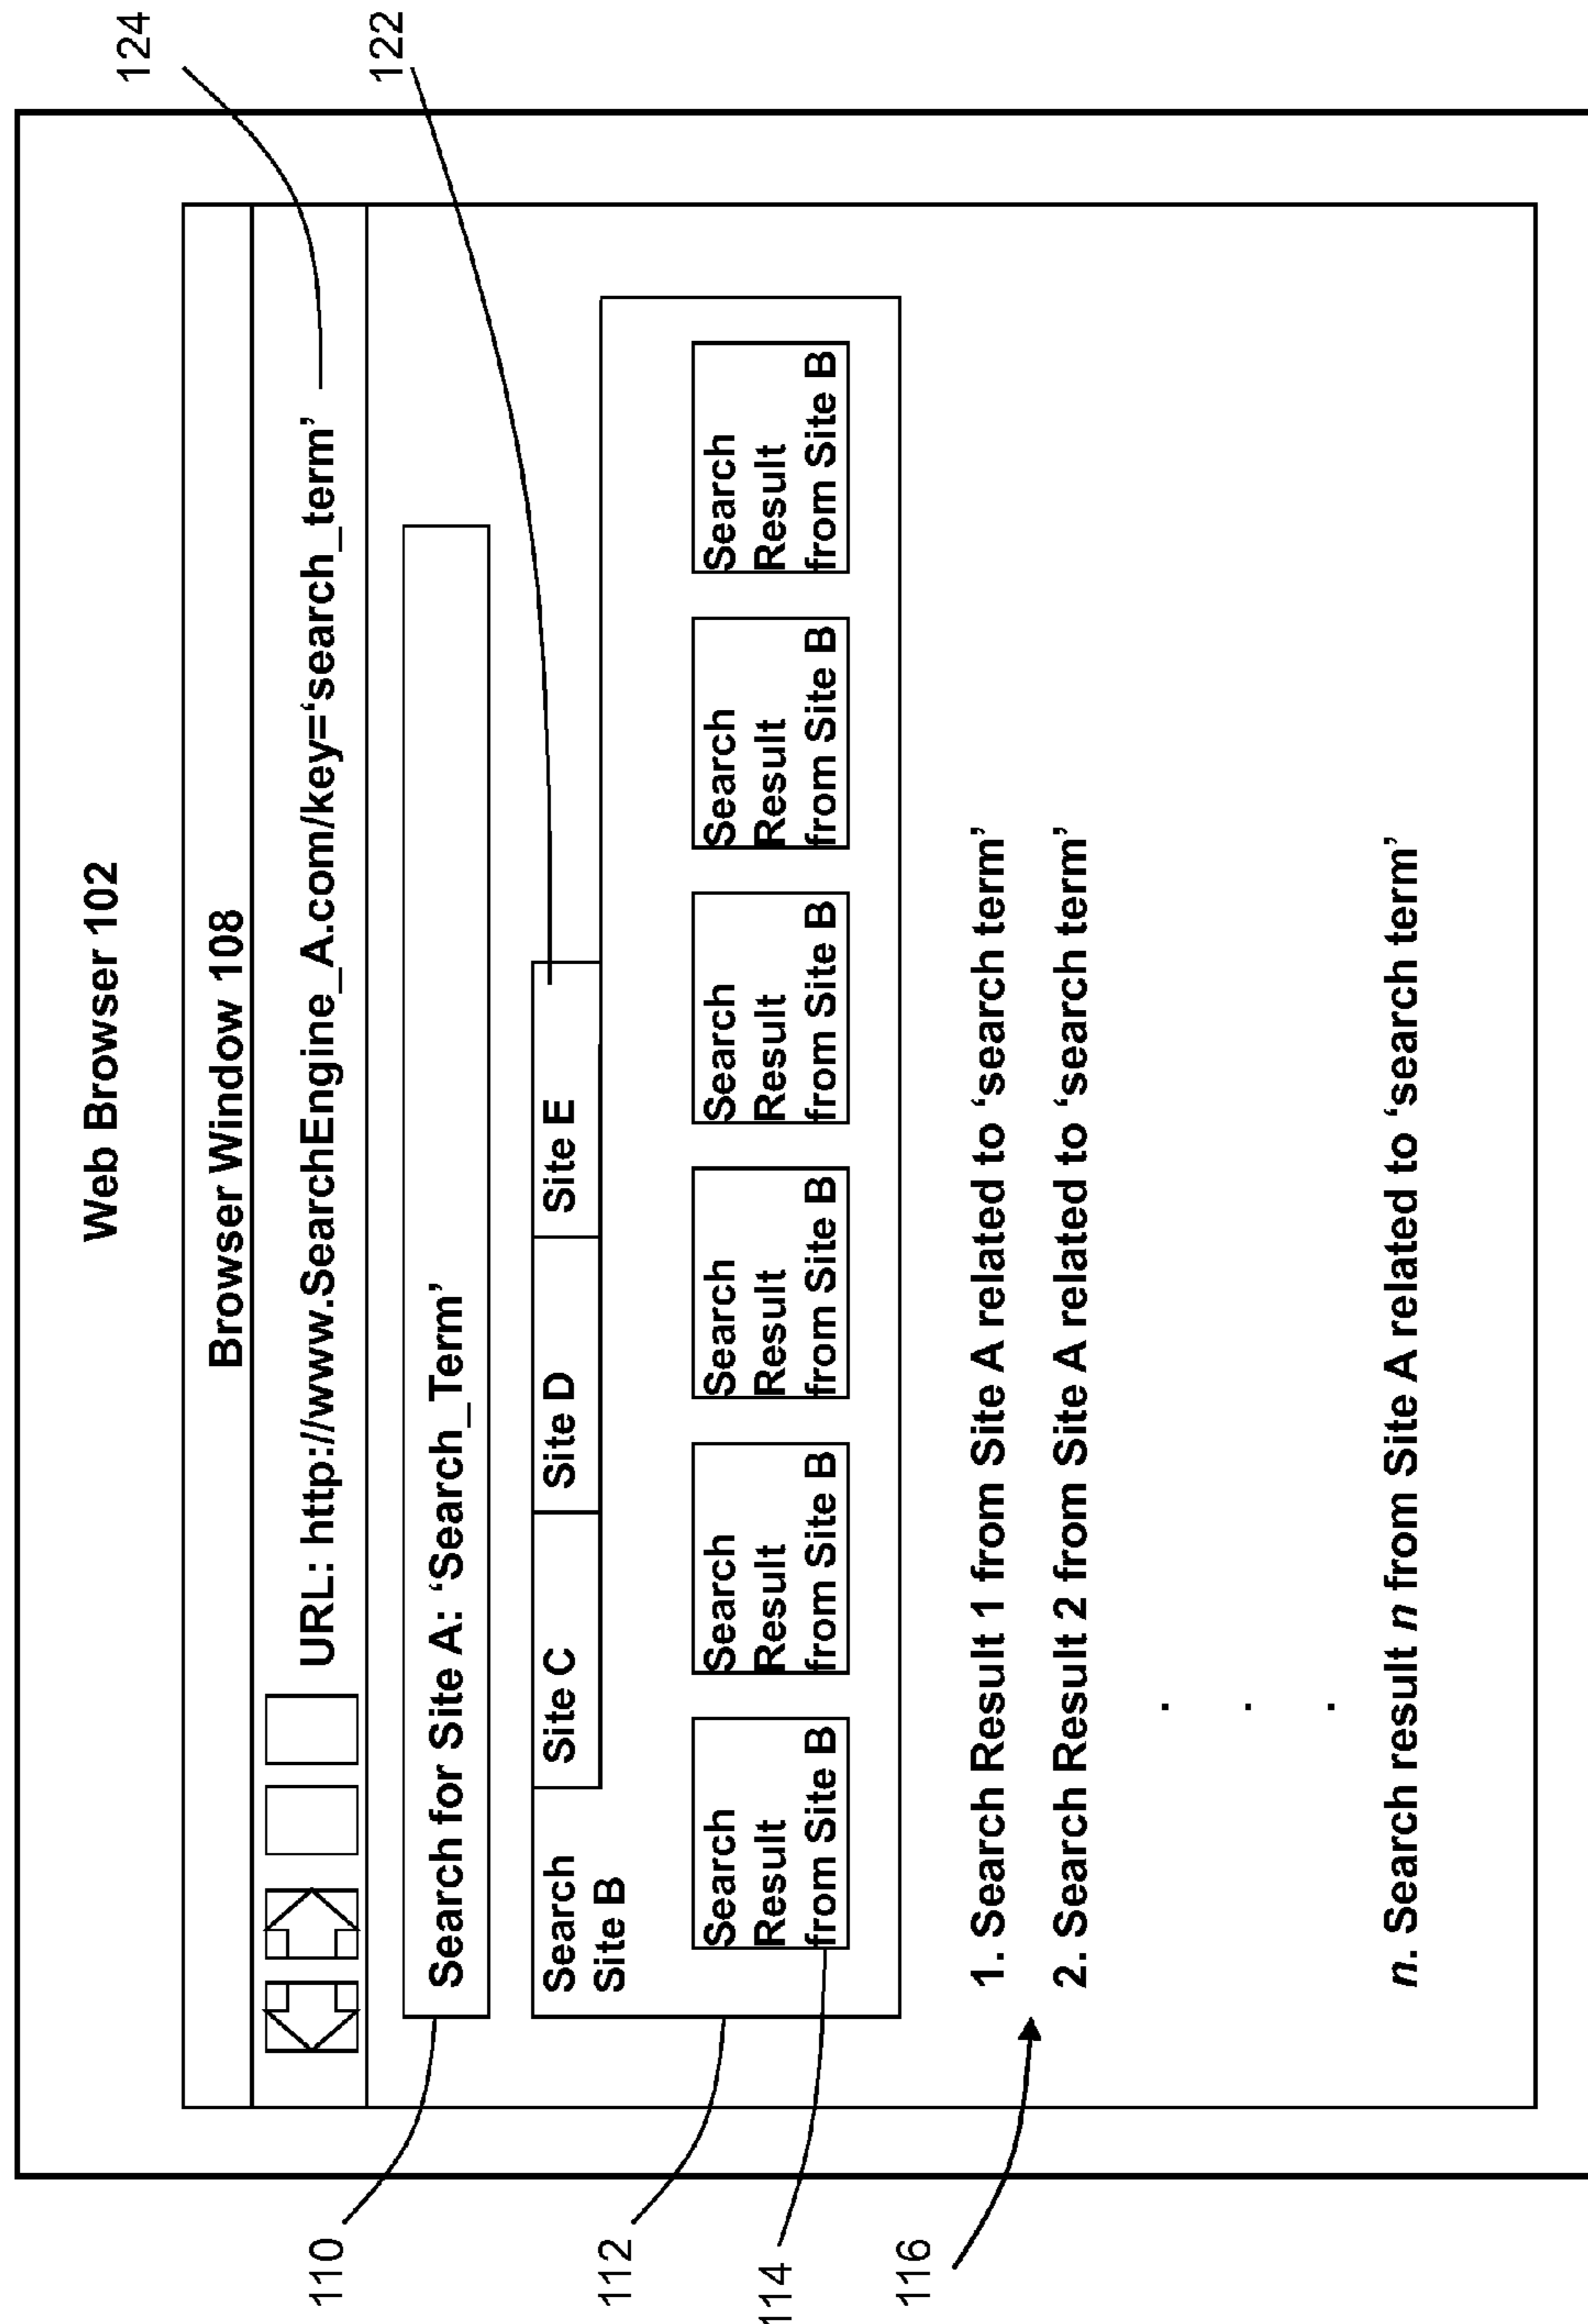 Web Browser 102
124
Browser Window 108
122
URL: http://www.SearchEngine_A.com/key=‘search_term’
110
Search for Site A: ‘Search_Term’
Search
Site B
Site C
Site D
Site E
112
Search
Result
from Site B
Search
Result
from Site B
Search
Result
from Site B
Search
Result
from Site B
Search
Result
from Site B
Search
Result
from Site B
114
116
1. Search Result 1 from Site A related to ‘search term’
2. Search Result 2 from Site A related to ‘search term’
.
.
.
n. Search result n from Site A related to ‘search term’